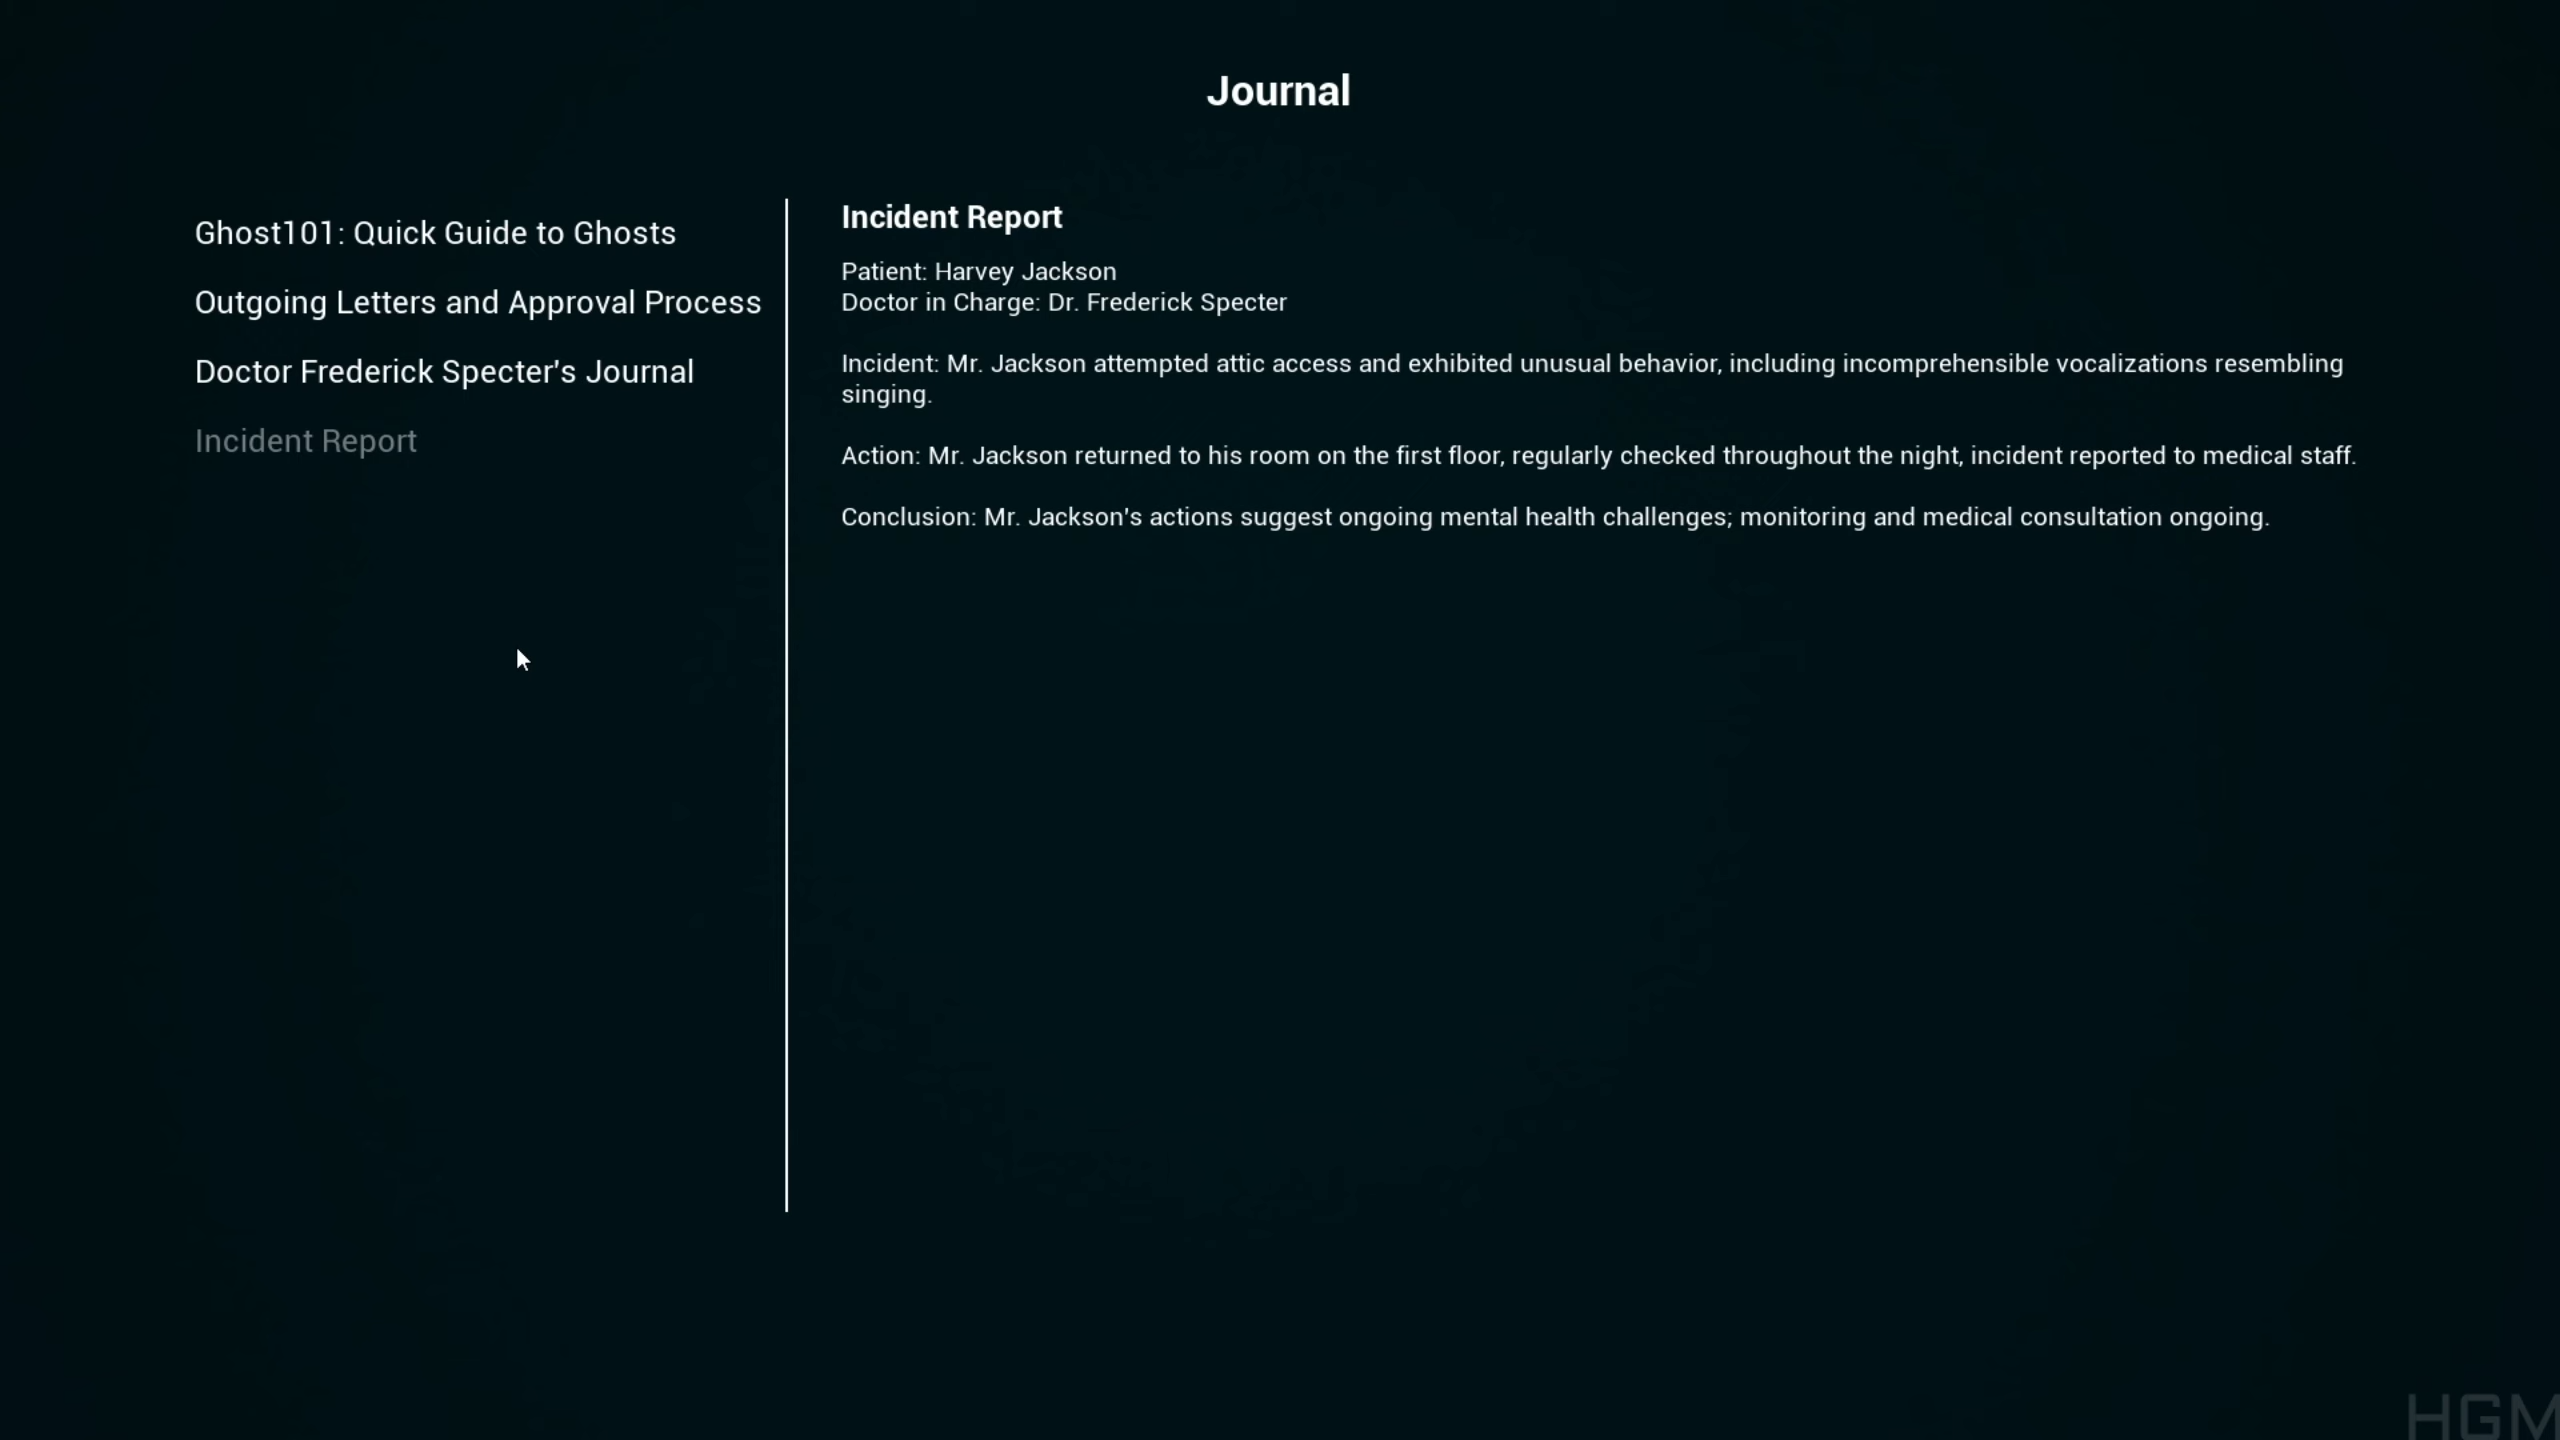 Journal
Ghost101: Quick Guide to Ghosts
Outgoing Letters and Approval Process
Doctor Frederick Specter's Journal
Incident Report
Incident Report
Patient: Harvey Jackson
Doctor in Charge: Dr. Frederick Specter
Incident: Mr. Jackson attempted attic access and exhibited unusual behavior, including incomprehensible vocalizations resembling
singing.
Action: Mr. Jackson returned to his room on the first floor, regularly checked throughout the night, incident reported to medical staff.
Conclusion: Mr. Jackson's actions suggest ongoing mental health challenges; monitoring and medical consultation ongoing.
HGM